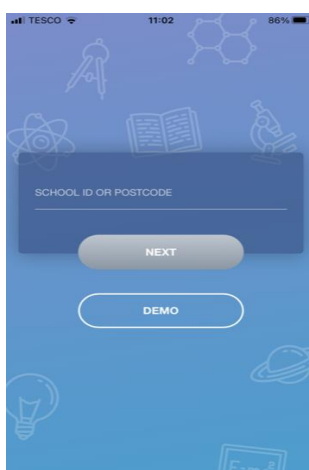 TESCO 11:02 86%
SCHOOL ID OR POSTCODE
NEXT
DEMO